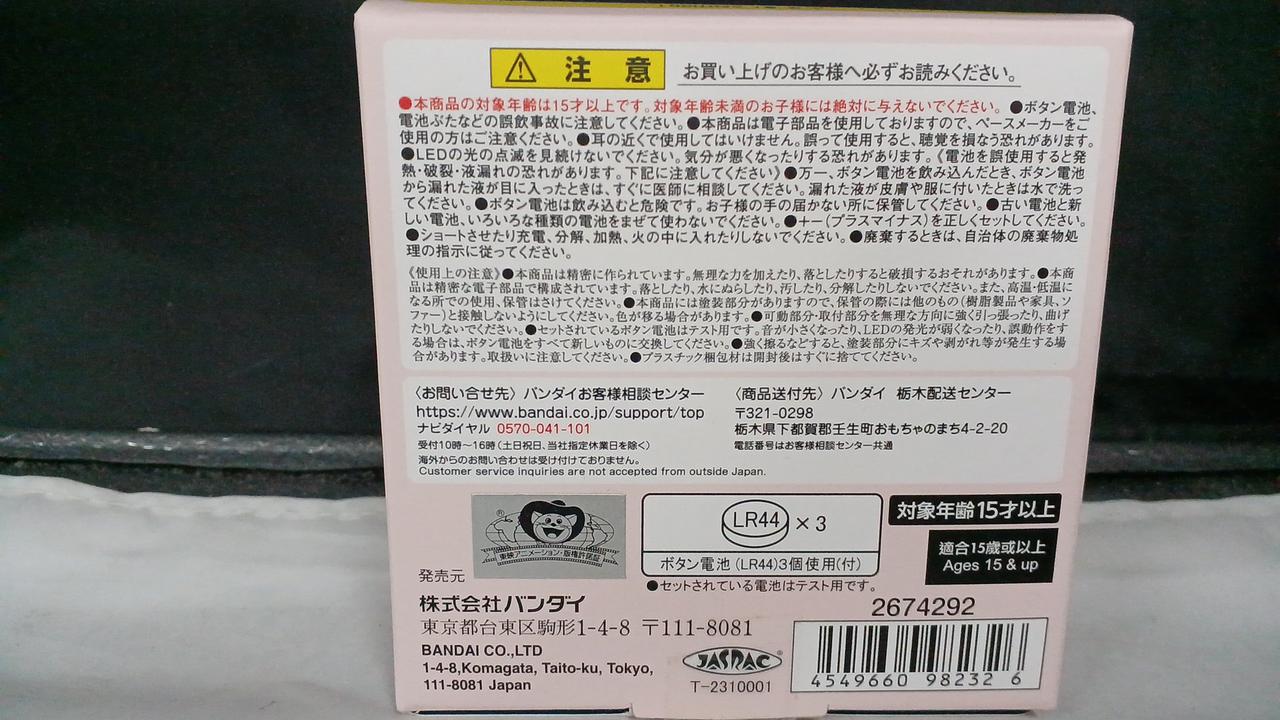 注 意 お買い上げのお客様へ必ずお読みください。
●本商品の対象年齢は15才以上です。対象年齢未満のお子様には絶対に与えないでください。 ●ボタン電池、
電池ぶたなどの誤飲事故に注意してください。●本商品は電子部品を使用しておりますので、ペースメーカーをご
使用の方はご注意ください。●耳の近くで使用してはいけません。誤って使用すると、聴覚を損なう恐れがあります。
●LEDの光の点滅を見続けないでください。気分が悪くなったりする恐れがあります。《電池を誤使用すると発
熱・破裂・液漏れの恐れがあります。下記に注意してください》●万一、ボタン電池を飲み込んだとき、ボタン電池
から漏れた液が目に入ったときは、すぐに医師に相談してください。漏れた液が皮膚や服に付いたときは水で洗っ
てください。●ボタン電池は飲み込むと危険です。お子様の手の届かない所に保管してください。●古い電池と新
しい電池、いろいろな種類の電池をまぜて使わないでください。●+－(プラスマイナス)を正しくセットしてください。
●ショートさせたり充電、分解、加熱、火の中に入れたりしないでください。●廃棄するときは、自治体の廃棄物処
理の指示に従ってください。
《使用上の注意》●本商品は精密に作られています。無理な力を加えたり、落としたりすると破損するおそれがあります。●本商
品は精密な電子部品で構成されています。落としたり、水にぬらしたり、汚したり、分解したりしないでください。また、高温・低温に
なる所での使用、保管はさけてください。●本商品には塗装部分がありますので、保管の際には他のもの(樹脂製品や家具、ソ
ファー)と接触しないようにしてください。色が移る場合があります。●可動部分・取付部分を無理な方向に強く引っ張ったり、曲げ
たりしないでください。●セットされているボタン電池はテスト用です。音が小さくなったり、LEDの発光が弱くなったり、誤動作をす
る場合は、ボタン電池をすべて新しいものに交換してください。●強く擦るなどすると、塗装部分にキズや剥がれ等が発生する場
合があります。取扱いに注意してください。●プラスチック梱包材は開封後はすぐに捨ててください。
〈お問い合せ先〉バンダイお客様相談センター
https://www.bandai.co.jp/support/top
ナビダイヤル 0570-041-101
受付10時～16時(土日祝日、当社指定休業日を除く)
海外からのお問い合わせは受け付けておりません。
Customer service inquiries are not accepted from outside Japan.
〈商品送付先〉バンダイ 栃木配送センター
〒321-0298
栃木県下都賀郡壬生町おもちゃのまち4-2-20
電話番号はお客様相談センター共通
®
東映アニメーション・版権許諾証
LR44 × 3
ボタン電池(LR44)3個使用(付)
●セットされている電池はテスト用です。
対象年齢15才以上
適合15歲或以上
Ages 15 & up
発売元
株式会社バンダイ
東京都台東区駒形1-4-8 〒111-8081
BANDAI CO.,LTD
1-4-8,Komagata, Taito-ku, Tokyo,
111-8081 Japan
JASRAC®
T-2310001
2674292
4549660 98232 6